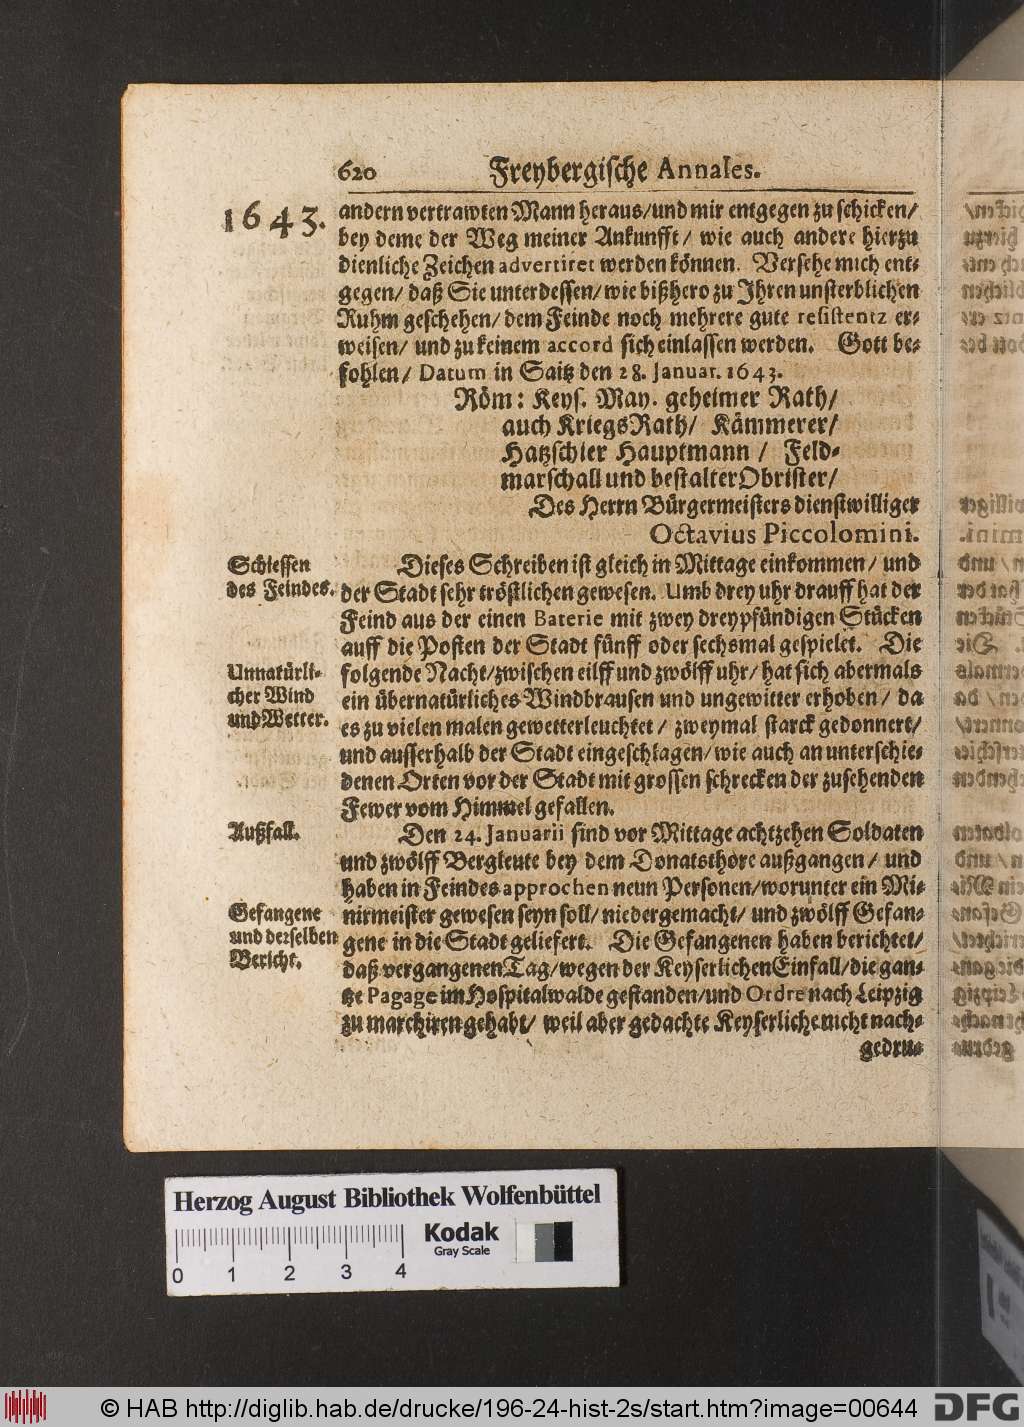 620 Freybergische Annales.
1643.
andern vertrawten Mann heraus/und mir entgegen zu schicken/
bey deme der Weg meiner Ankunfft/ wie auch andere hierzu
dienliche Zeichen advertiret werden können. Versehe mich ent-
gegen/ daß Sie unterdessen/wie bißhero zu Ihren unsterblichen
Ruhm geschehen/ dem Feinde noch mehrere gute resistentz er-
weisen/ und zu keinem accord sich einlassen werden. Gott be-
fohlen/ Datum in Saitz den 28. Januar. 1643.
Röm: Keys. May. geheimer Rath/
auch KriegsRath/ Kämmerer/
Hatzschier Hauptmann / Feld-
marschall und bestalter Obrister/
Des Herrn Bürgermeisters dienstwilliger
Octavius Piccolomini.
Schiessen
des Feindes.
Dieses Schreiben ist gleich in Mittage einkommen/ und
der Stadt sehr tröstlichen gewesen. Umb drey uhr drauff hat der
Feind aus der einen Baterie mit zwey dreypfündigen Stücken
auff die Posten der Stadt fünff oder sechsmal gespielet. Die
Unnatürli-
cher Wind
und Wetter.
folgende Nacht/zwischen eilff und zwölff uhr/ hat sich abermals
ein übernatürliches Windbrausen und ungewitter erhoben/ da
es zu vielen malen gewetterleuchtet/ zweymal starck gedonnert/
und ausserhalb der Stadt eingeschlagen/wie auch an unterschie-
denen Orten vor der Stadt mit grossen schrecken der zusehenden
Fewer vom Himmel gefallen.
Außfall.
Den 24. Januarii sind vor Mittage achtzehen Soldaten
und zwölff Bergleute bey dem Donatsthore außgangen/ und
haben in Feindes approchen neun Personen/worunter ein Mi-
Gefangene
und derselben
Bericht.
nirmeister gewesen seyn soll/ niedergemacht/ und zwölff Gefan-
gene in die Stadt geliefert. Die Gefangenen haben berichtet/
daß vergangenen Tag/wegen der Keyserlichen Einfall/die gan-
tze Pagage im Hospitalwalde gestanden/und Ordre nach Leipzig
zu marchiren gehabt/ weil aber gedachte Keyserliche nicht nach-
gedru-
Herzog August Bibliothek Wolfenbüttel
Kodak
Gray Scale
0 1 2 3 4
© HAB http://diglib.hab.de/drucke/196-24-hist-2s/start.htm?image=00644
DFG